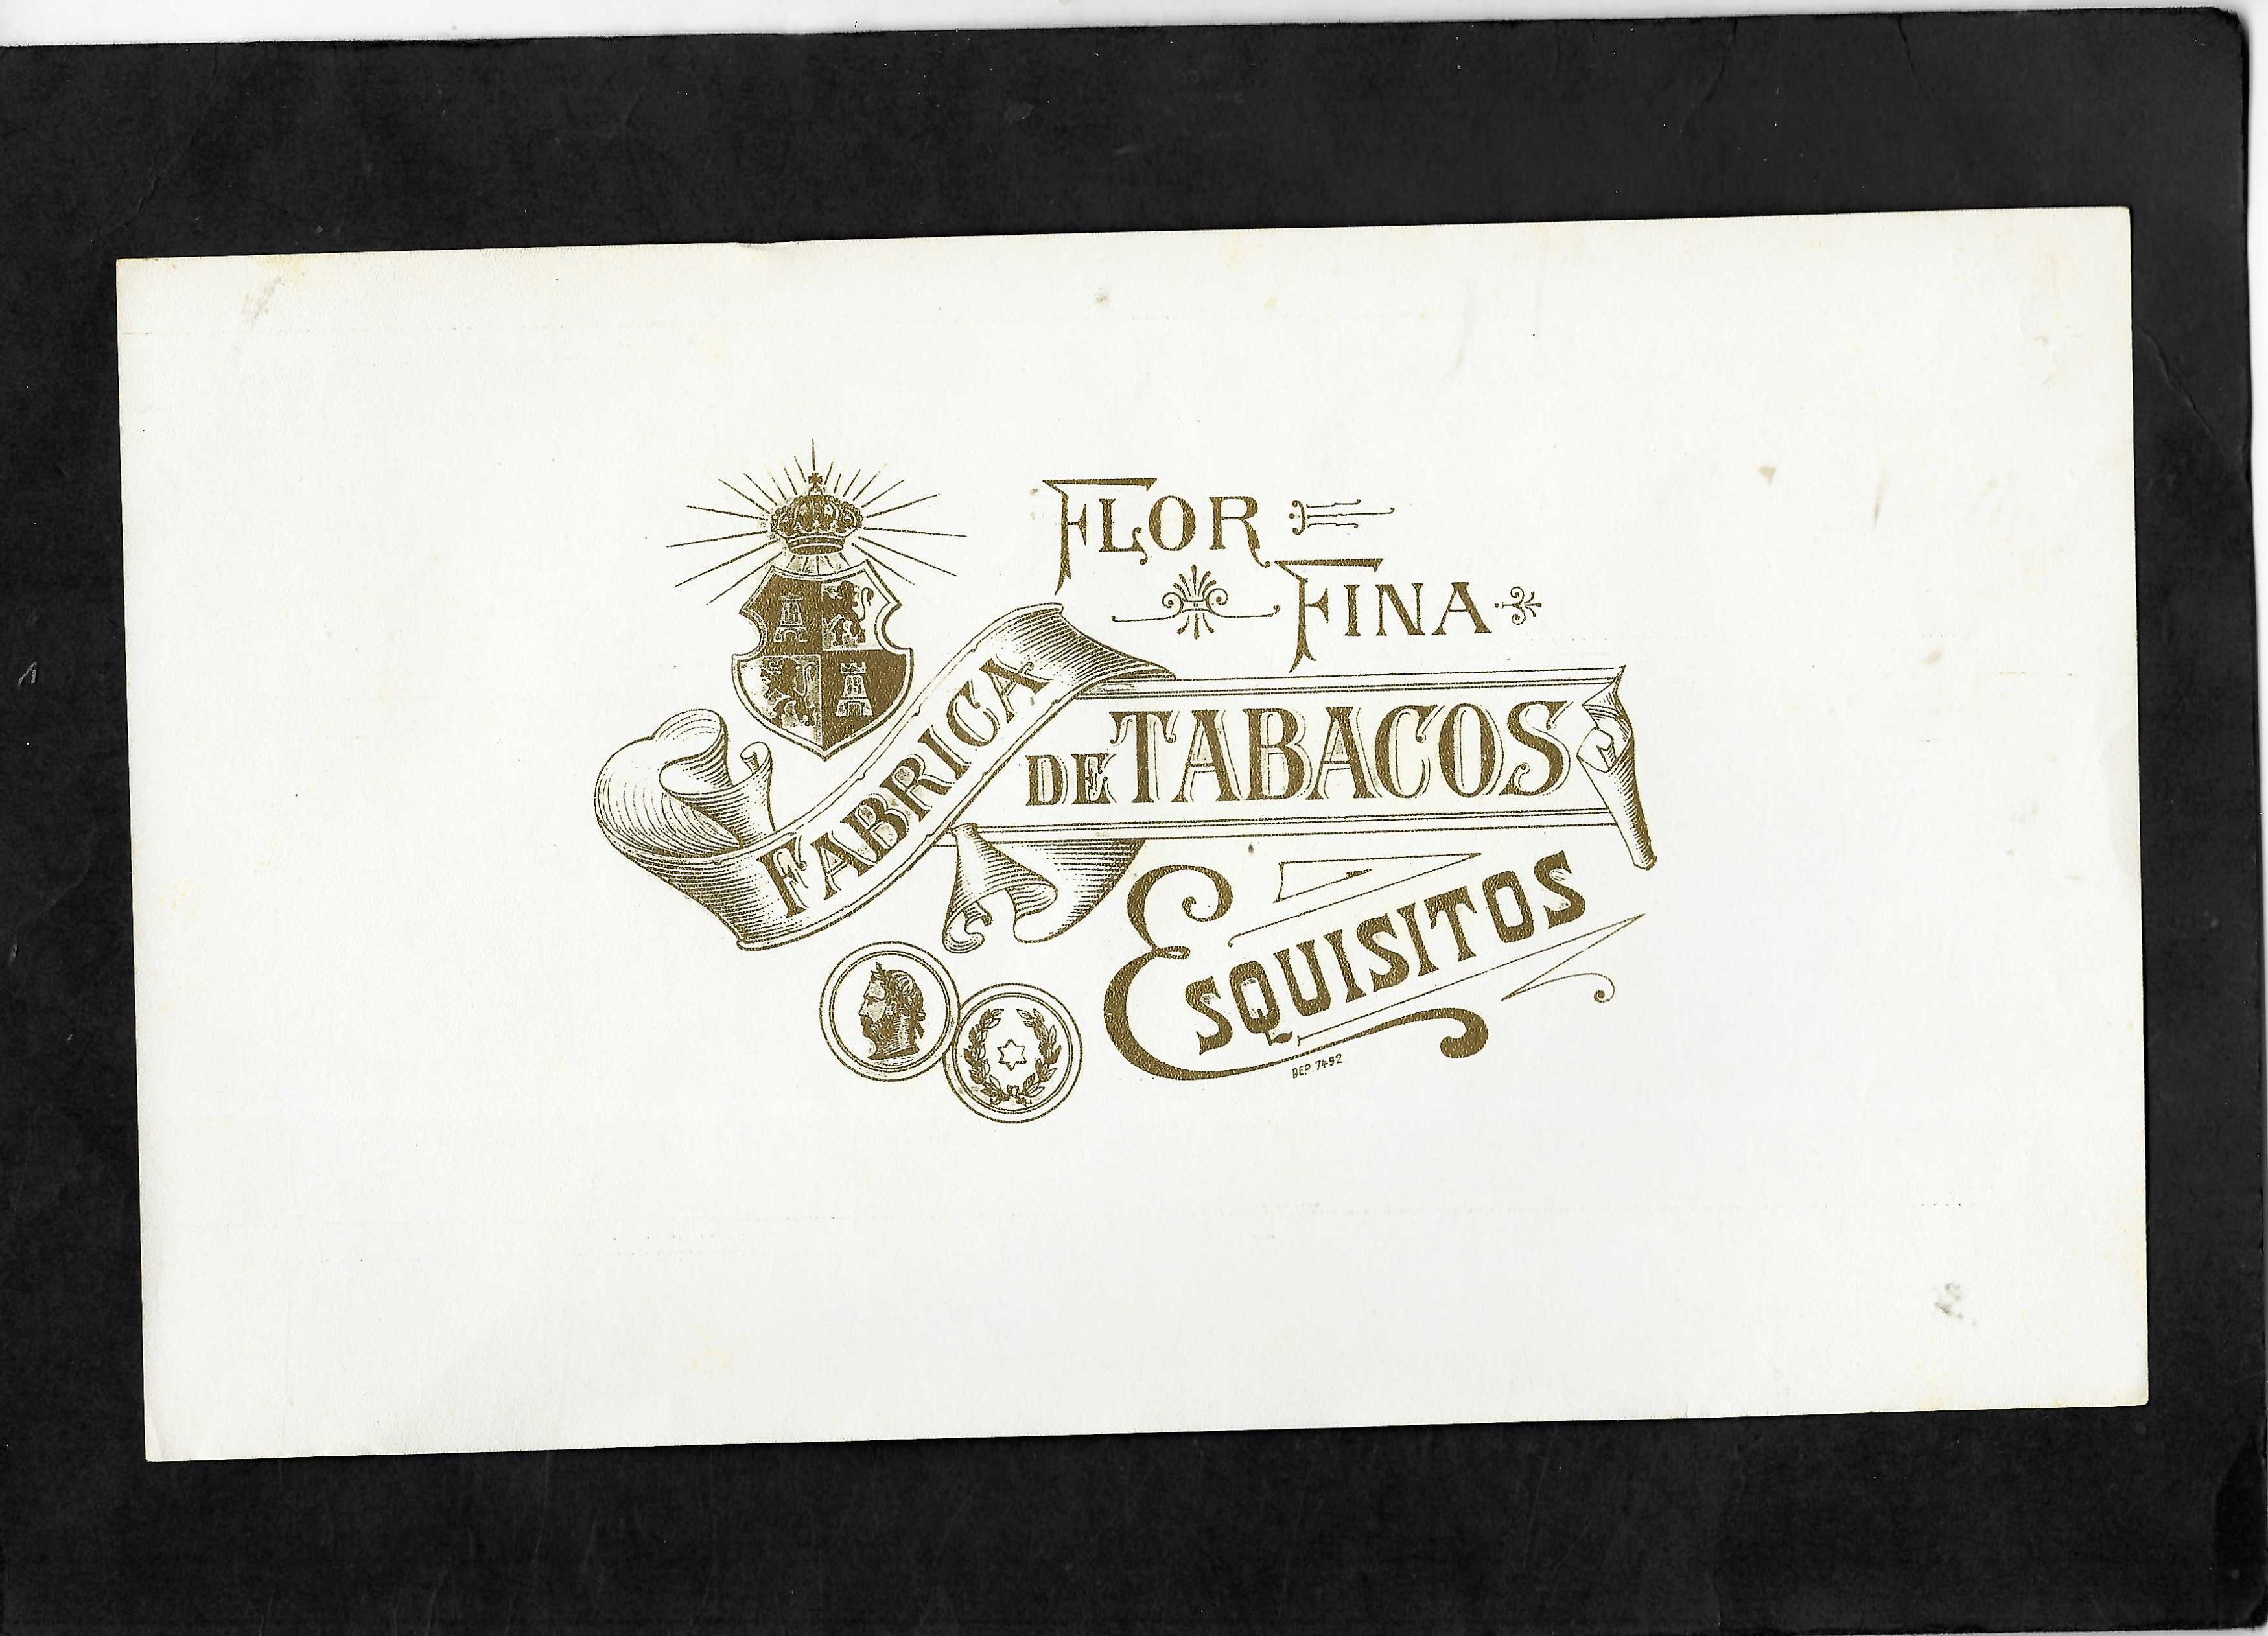 FLOR
FINA
FABRICA
DE TABACOS
ESQUISITOS
DEP. 7492